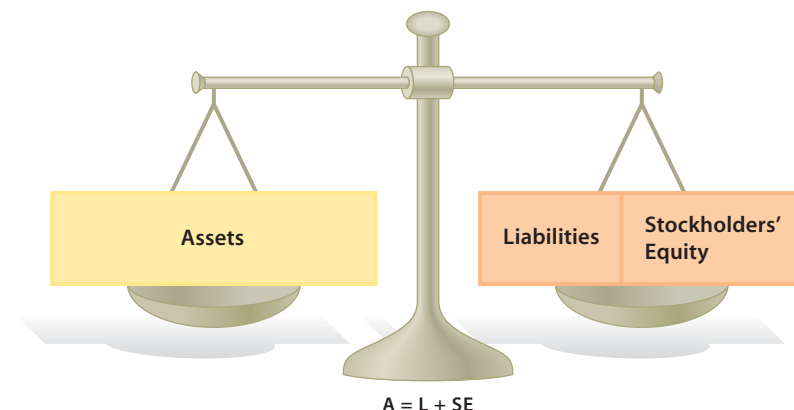 Assets
Liabilities
Stockholders’
Equity
A = L + SE